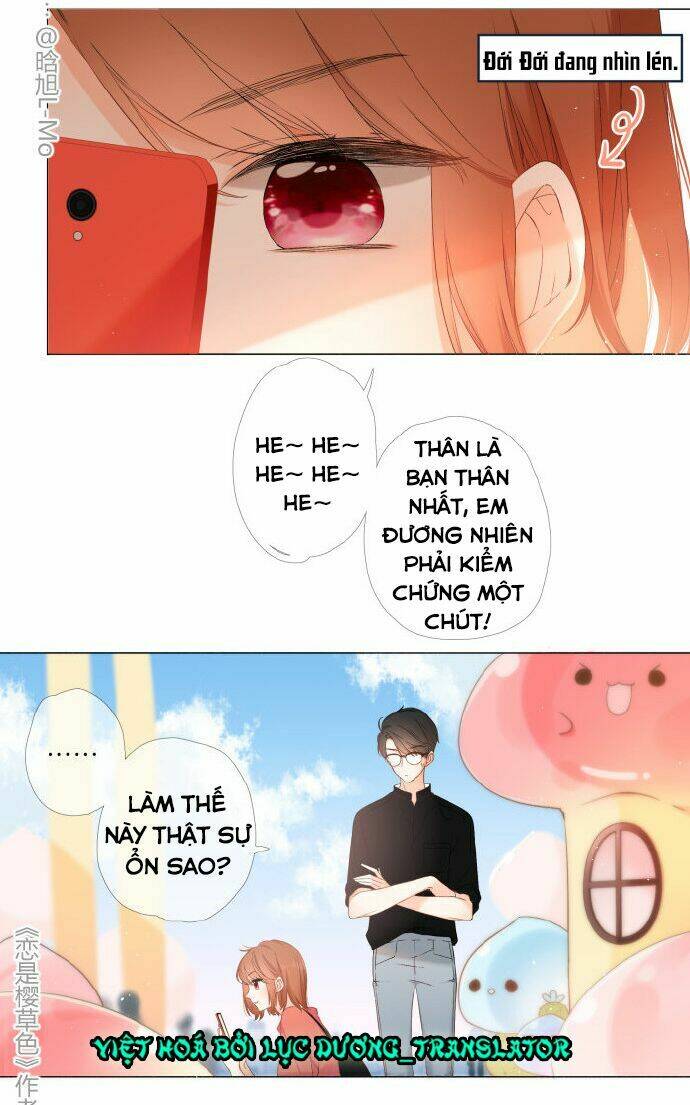 ... @晗旭L-Mo
Đới Đới đang nhìn lén.
HE~ HE~
HE~ HE~
HE~
THÂN LÀ
BẠN THÂN
NHẤT, EM
ĐƯƠNG NHIÊN
PHẢI KIỂM
CHỨNG MỘT
CHÚT!
......
LÀM THẾ
NÀY THẬT SỰ
ỔN SAO?
《恋是樱草色》作者
VIỆT HOÁ BỞI LỤC DƯƠNG_TRANSLATOR